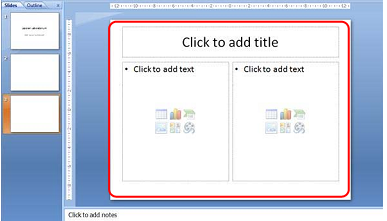 Slides Outline
Click to add title
• Click to add text
• Click to add text
Click to add notes